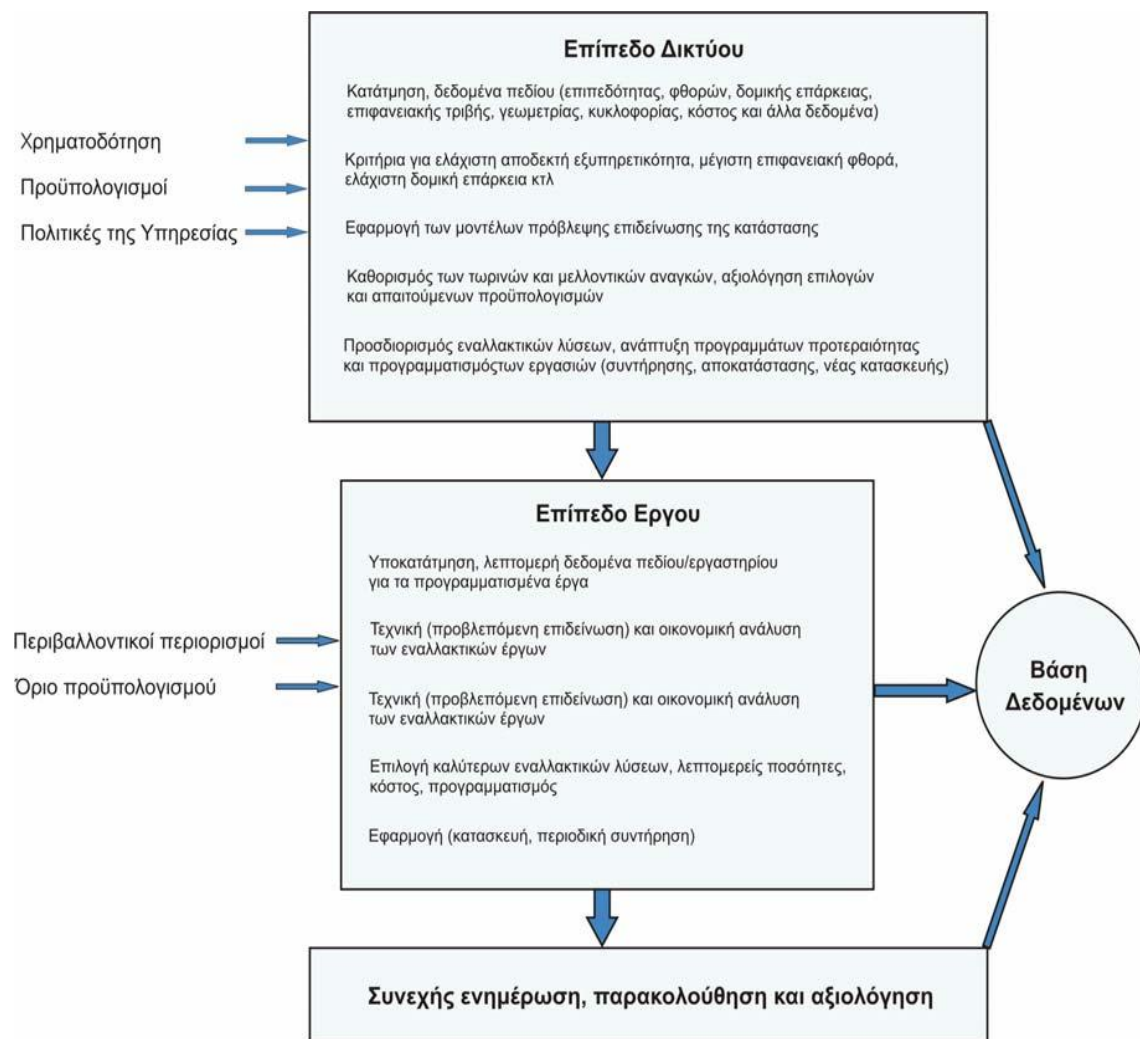 Επίπεδο Δικτύου
Κατάτμηση, δεδομένα πεδίου (επιπεδότητας, φθορών, δομικής επάρκειας,
επιφανειακής τριβής, γεωμετρίας, κυκλοφορίας, κόστος και άλλα δεδομένα)
Κριτήρια για ελάχιστη αποδεκτή εξυπηρετικότητα, μέγιστη επιφανειακή φθορά,
ελάχιστη δομική επάρκεια κτλ
Εφαρμογή των μοντέλων πρόβλεψης επιδείνωσης της κατάστασης
Καθορισμός των τωρινών και μελλοντικών αναγκών, αξιολόγηση επιλογών
και απαιτούμενων προϋπολογισμών
Προσδιορισμός εναλλακτικών λύσεων, ανάπτυξη προγραμμάτων προτεραιότητας
και προγραμματισμόςτων εργασιών (συντήρησης, αποκατάστασης, νέας κατασκευής)
Χρηματοδότηση
Προϋπολογισμοί
Πολιτικές της Υπηρεσίας
Επίπεδο Εργου
Υποκατάτμηση, λεπτομερή δεδομένα πεδίου/εργαστηρίου
για τα προγραμματισμένα έργα
Τεχνική (προβλεπόμενη επιδείνωση) και οικονομική ανάλυση
των εναλλακτικών έργων
Τεχνική (προβλεπόμενη επιδείνωση) και οικονομική ανάλυση
των εναλλακτικών έργων
Επιλογή καλύτερων εναλλακτικών λύσεων, λεπτομερείς ποσότητες,
κόστος, προγραμματισμός
Εφαρμογή (κατασκευή, περιοδική συντήρηση)
Περιβαλλοντικοί περιορισμοί
Όριο προϋπολογισμού
Βάση
Δεδομένων
Συνεχής ενημέρωση, παρακολούθηση και αξιολόγηση